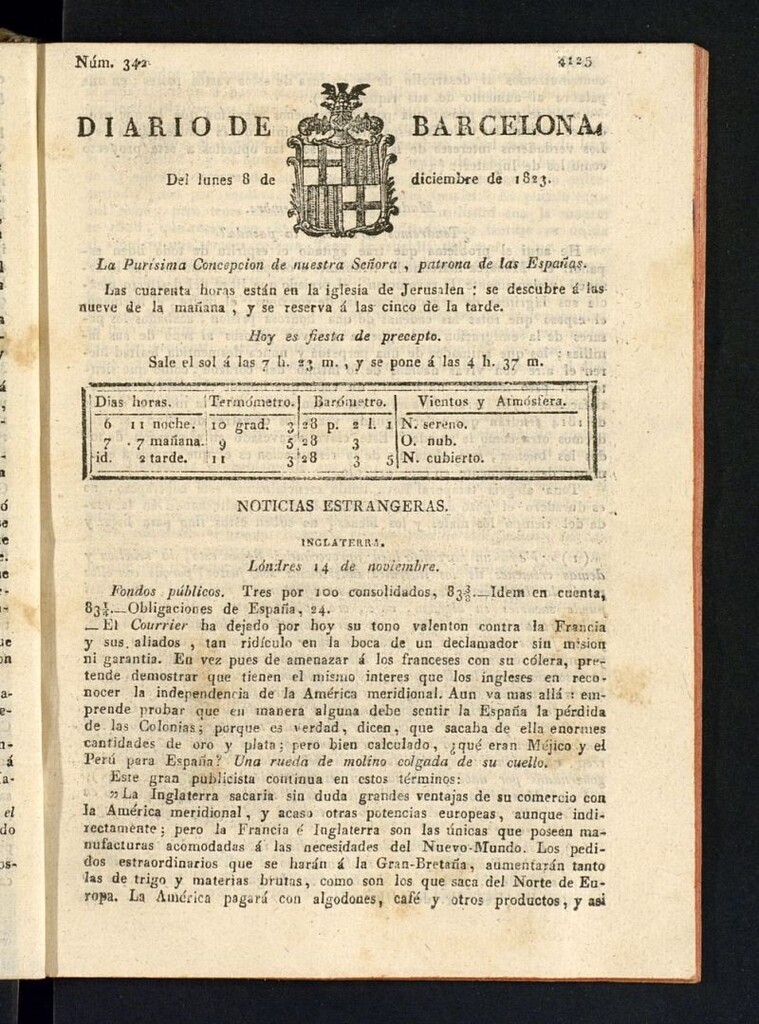 Núm. 342 4125
DIARIO DE BARCELONA.
Del lunes 8 de diciembre de 1823.
La Purísima Concepcion de nuestra Señora, patrona de las Españas.
Las cuarenta horas están en la iglesia de Jerusalen: se descubre á las
nueve de la mañana, y se reserva á las cinco de la tarde.
Hoy es fiesta de precepto.
Sale el sol á las 7 h. 23 m., y se pone á las 4 h. 37 m.
Dias horas. Termómetro. Barómetro. Vientos y Atmósfera.
6 11 noche. 10 grad. 3 28 p. 2 l. 1 N. sereno.
7 7 mañana. 9 5 28 3 O. nub.
id. 2 tarde. 11 3 28 3 5 N. cubierto.
NOTICIAS ESTRANGERAS.
INGLATERRA.
Lóndres 14 de noviembre.
Fondos públicos. Tres por 100 consolidados, 83⅜.—Idem en cuenta,
83½.—Obligaciones de España, 24.
—El Courrier ha dejado por hoy su tono valenton contra la Francia
y sus aliados, tan ridículo en la boca de un declamador sin mision
ni garantia. En vez pues de amenazar á los franceses con su cólera, pre-
tende demostrar que tienen el mismo interes que los ingleses en reco-
nocer la independencia de la América meridional. Aun va mas allá: em-
prende probar que en manera alguna debe sentir la España la pérdida
de las Colonias; porque es verdad, dicen, que sacaba de ella enormes
cantidades de oro y plata; pero bien calculado, ¿qué eran Méjico y el
Perú para España? Una rueda de molino colgada de su cuello.
Este gran publicista continua en estos términos:
"La Inglaterra sacaria sin duda grandes ventajas de su comercio con
la América meridional, y acaso otras potencias europeas, aunque indi-
rectamente; pero la Francia é Inglaterra son las únicas que poseen ma-
nufacturas acomodadas á las necesidades del Nuevo-Mundo. Los pedi-
dos estraordinarios que se harán á la Gran-Bretaña, aumentarán tanto
las de trigo y materias brutas, como son los que saca del Norte de Eu-
ropa. La América pagará con algodones, café y otros productos, y asi